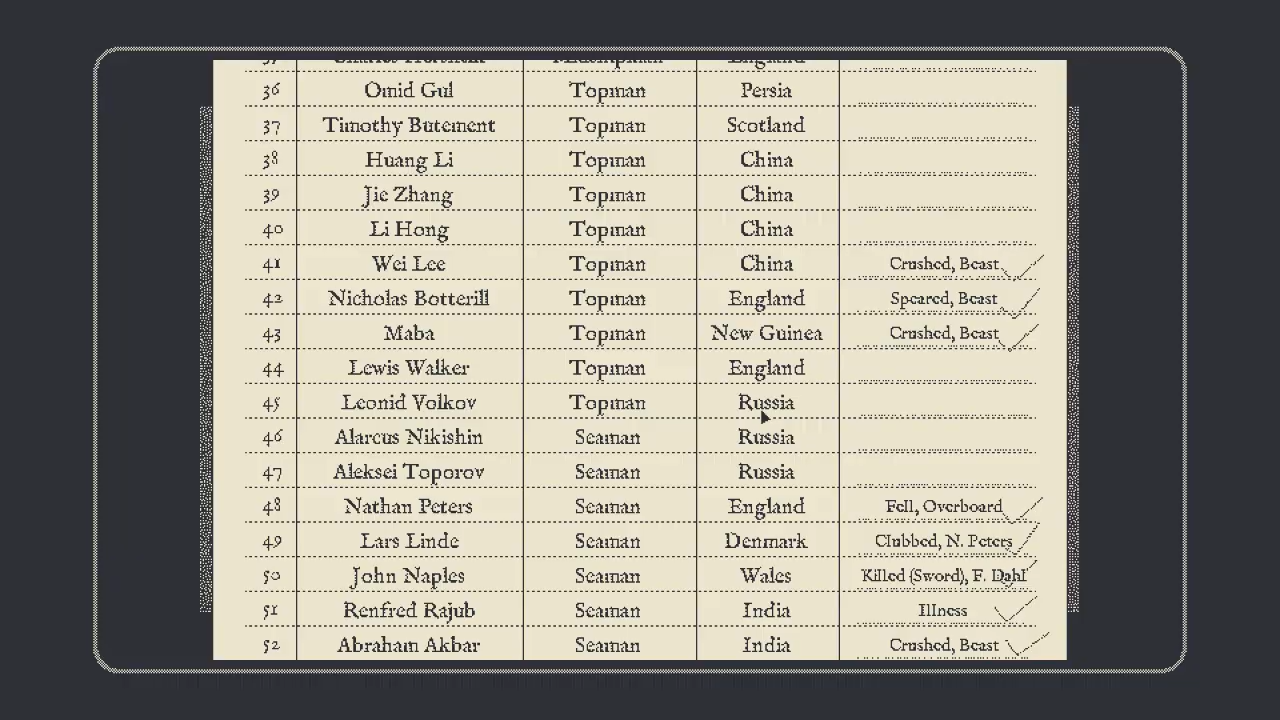 36 Omid Gul Topman Persia
37 Timothy Butement Topman Scotland
38 Huang Li Topman China
39 Jie Zhang Topman China
40 Li Hong Topman China
41 Wei Lee Topman China Crushed, Beast
42 Nicholas Botterill Topman England Speared, Beast
43 Maba Topman New Guinea Crushed, Beast
44 Lewis Walker Topman England
45 Leonid Volkov Topman Russia
46 Alarcus Nikishin Seaman Russia
47 Aleksei Toporov Seaman Russia
48 Nathan Peters Seaman England Fell, Overboard
49 Lars Linde Seaman Denmark Clubbed, N. Peters
50 John Naples Seaman Wales Killed (Sword), F. Dahl
51 Renfred Rajub Seaman India Illness
52 Abraham Akbar Seaman India Crushed, Beast